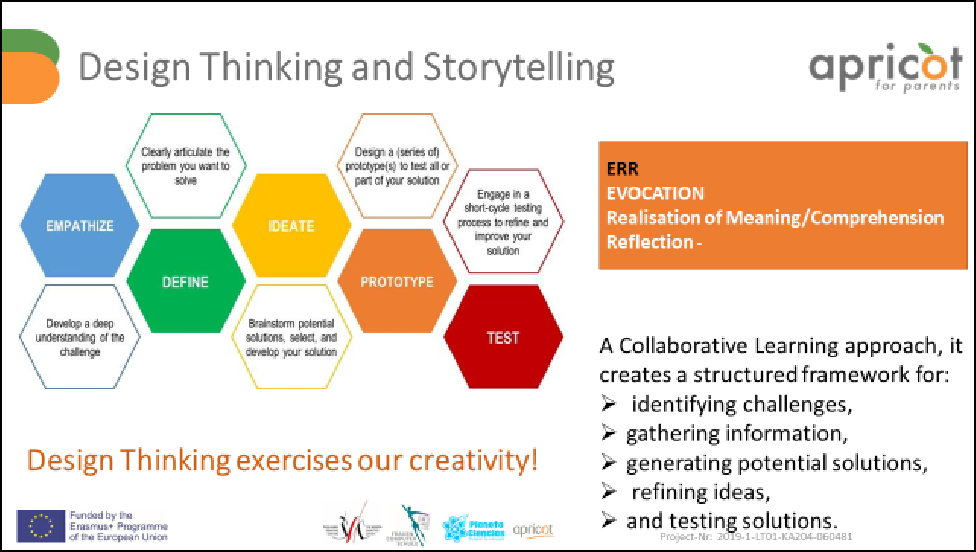 Design Thinking and Storytelling
apricot
for parents
Clearly articulate the
problem you want to
solve
Design a (series of)
prototype(s) to test all or
part of your solution
Engage in a
short-cycle testing
process to refine and
improve your
solution
EMPATHIZE
IDEATE
DEFINE
PROTOTYPE
TEST
Develop a deep
understanding of the
challenge
Brainstorm potential
solutions, select, and
develop your solution
ERR
EVOCATION
Realisation of Meaning/Comprehension
Reflection -
A Collaborative Learning approach, it
creates a structured framework for:
➢ identifying challenges,
➢ gathering information,
➢ generating potential solutions,
➢ refining ideas,
➢ and testing solutions.
Design Thinking exercises our creativity!
Funded by the
Erasmus+ Programme
of the European Union
Planeta
Ciencias
apricot
Project-Nr: 2019-1-LT01-KA204-060481